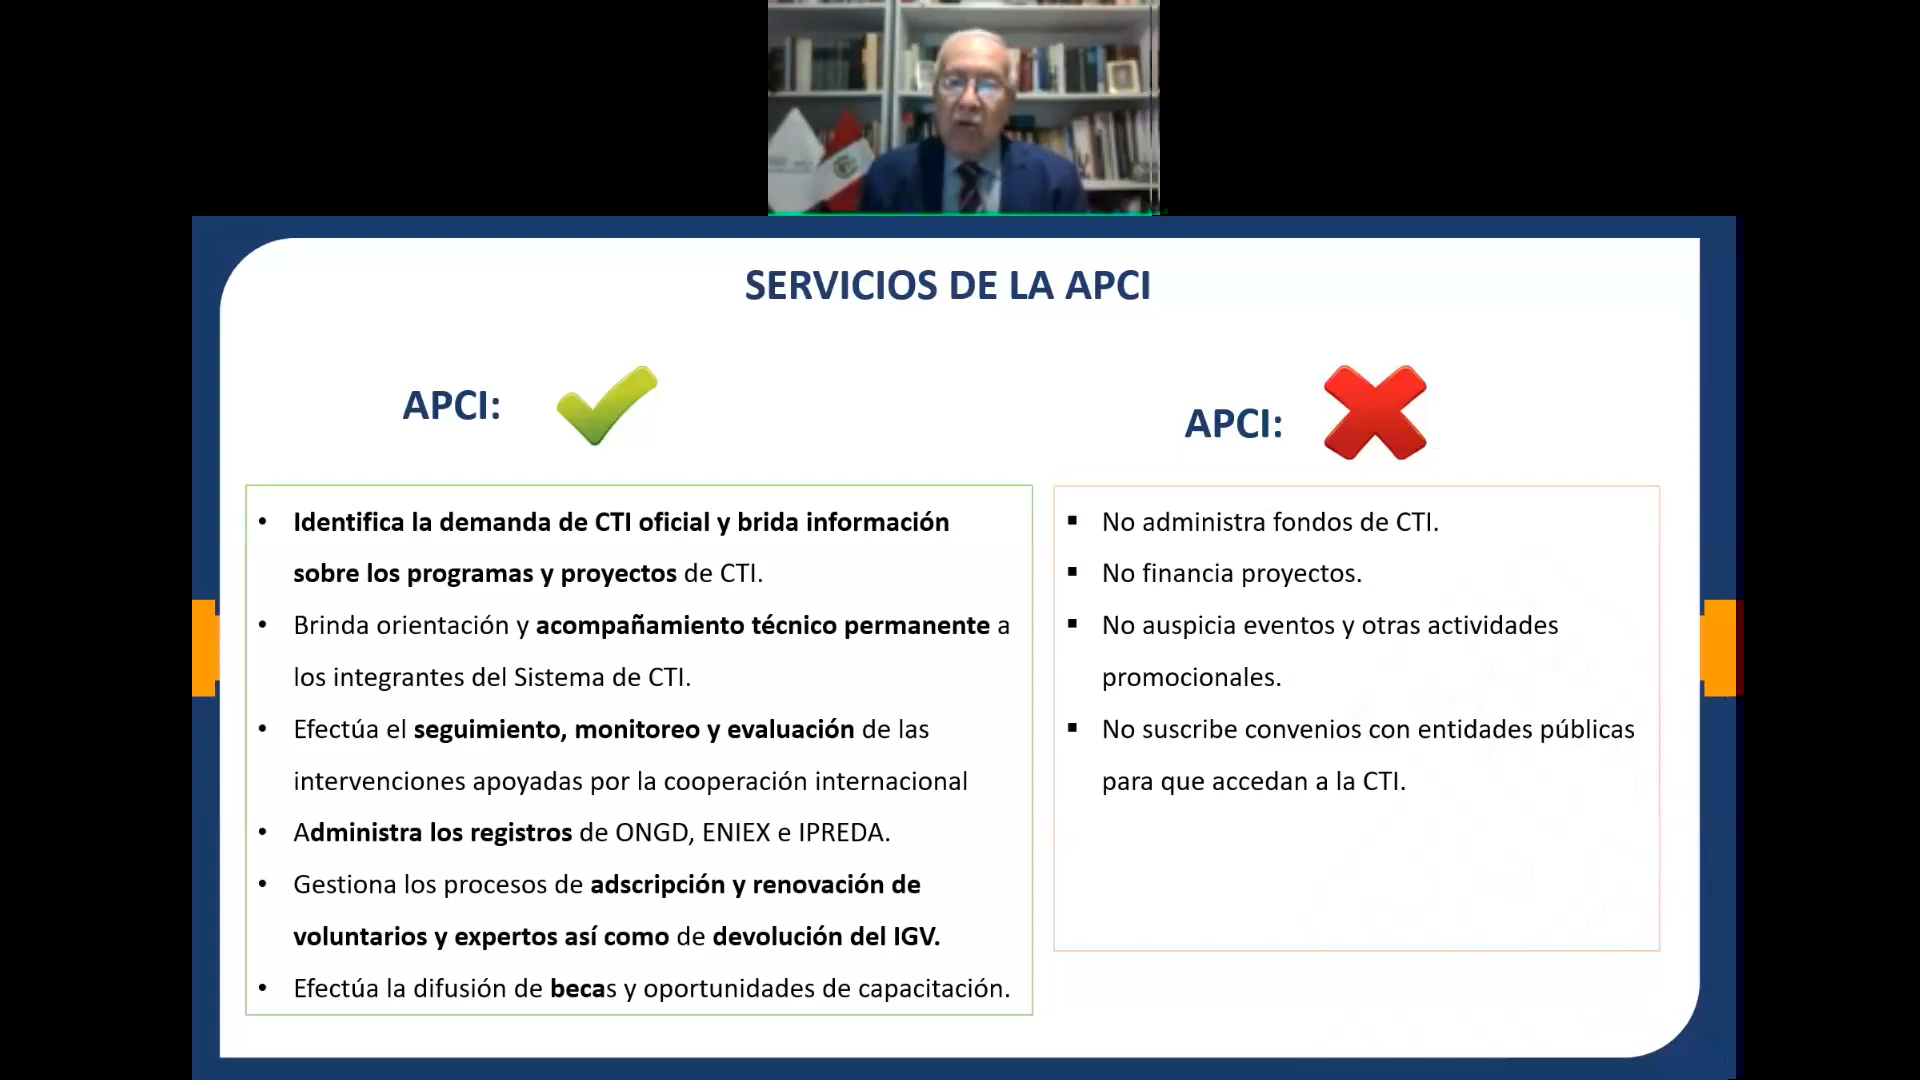 SERVICIOS DE LA APCI
APCI:
• Identifica la demanda de CTI oficial y brida información
sobre los programas y proyectos de CTI.
• Brinda orientación y acompañamiento técnico permanente a
los integrantes del Sistema de CTI.
• Efectúa el seguimiento, monitoreo y evaluación de las
intervenciones apoyadas por la cooperación internacional
• Administra los registros de ONGD, ENIEX e IPREDA.
• Gestiona los procesos de adscripción y renovación de
voluntarios y expertos así como de devolución del IGV.
• Efectúa la difusión de becas y oportunidades de capacitación.
APCI:
▪ No administra fondos de CTI.
▪ No financia proyectos.
▪ No auspicia eventos y otras actividades
promocionales.
▪ No suscribe convenios con entidades públicas
para que accedan a la CTI.